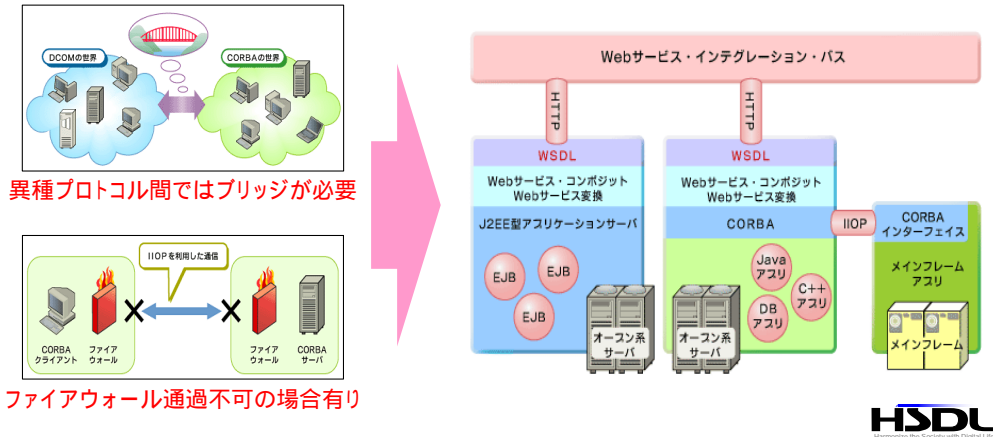 DCOMの世界
CORBAの世界
異種プロトコル間ではブリッジが必要
IIOPを利用した通信
CORBA
クライアント
ファイア
ウォール
ファイア
ウォール
CORBA
サーバ
ファイアウォール通過不可の場合有り
Webサービス・インテグレーション・バス
HTTP
HTTP
WSDL
Webサービス・コンポジット
Webサービス変換
J2EE型アプリケーションサーバ
EJB
EJB
EJB
オープン系
サーバ
WSDL
Webサービス・コンポジット
Webサービス変換
CORBA
Java
アプリ
C++
アプリ
DB
アプリ
オープン系
サーバ
IIOP
CORBA
インターフェイス
メインフレーム
アプリ
メインフレーム
HSDL
Harmonize the Society with Digital Life